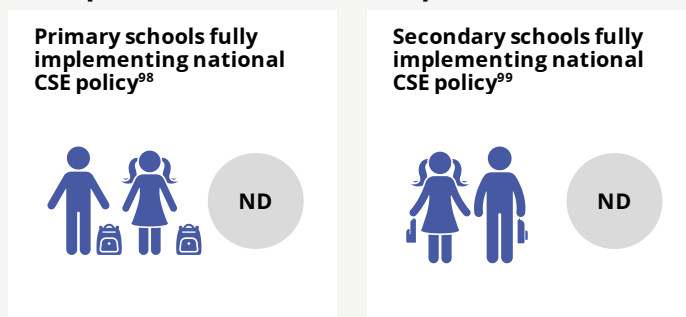 Primary schools fully
implementing national
CSE policy98
ND
Secondary schools fully
implementing national
CSE policy99
ND